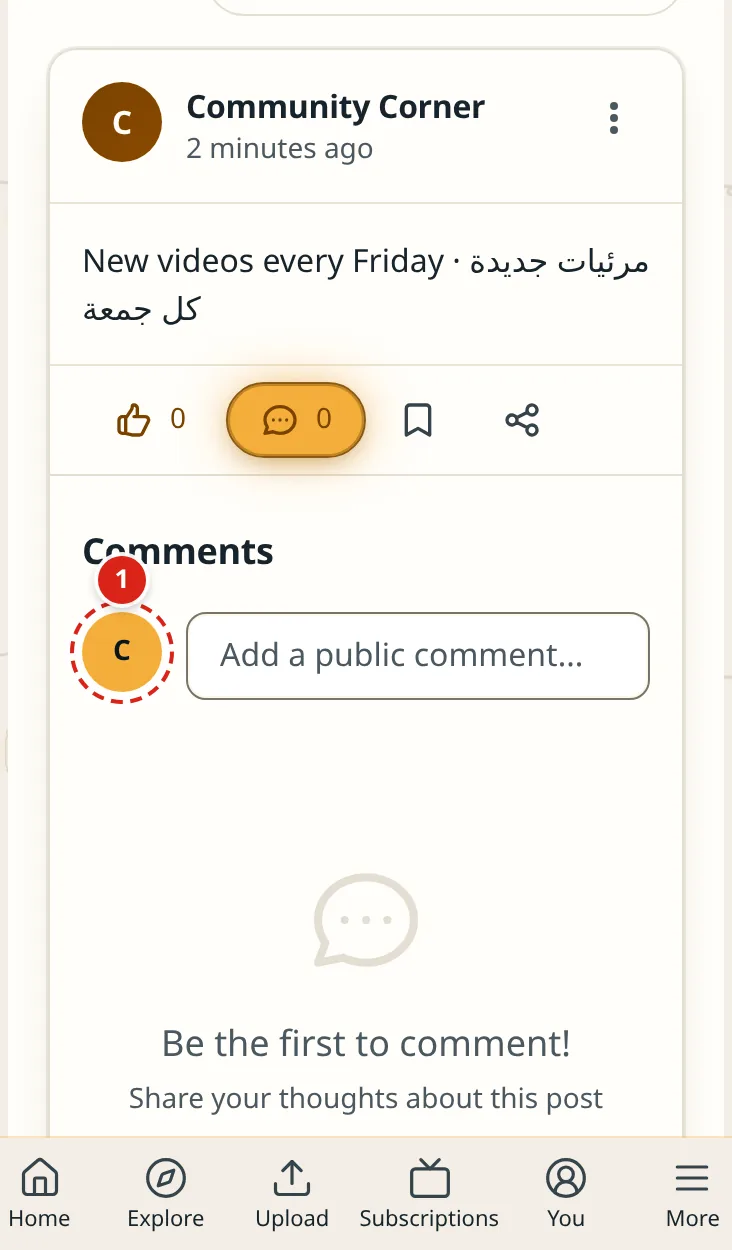 C
Community Corner
2 minutes ago
New videos every Friday · مرئيات جديدة
كل جمعة
0
0
Comments
1
C
Add a public comment...
Be the first to comment!
Share your thoughts about this post
Home
Explore
Upload
Subscriptions
You
More